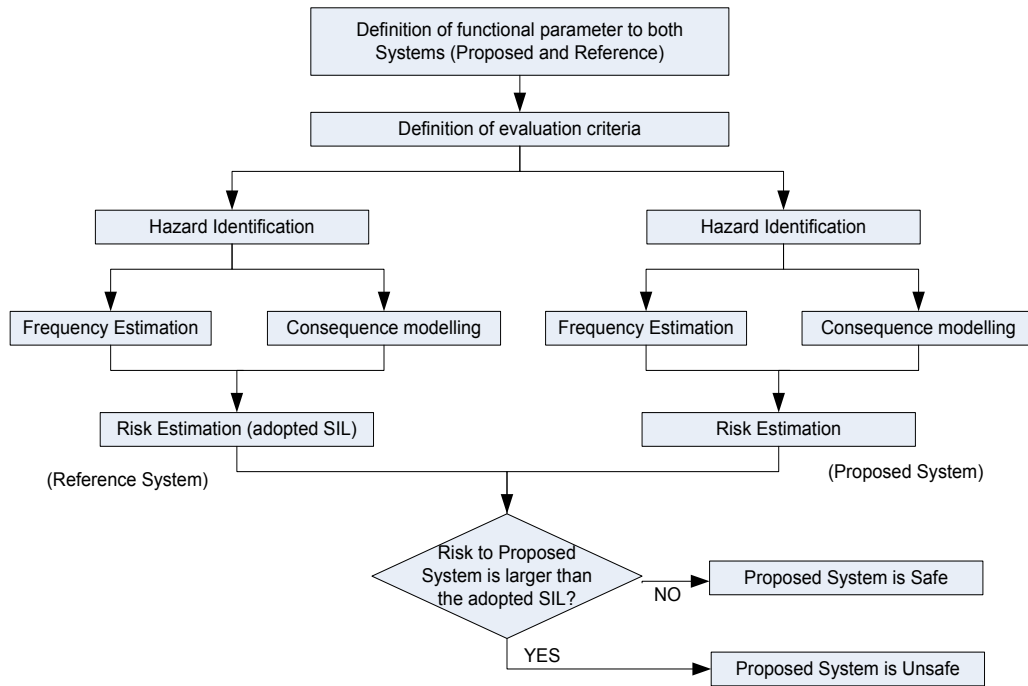 Definition of functional parameter to both
Systems (Proposed and Reference)
Definition of evaluation criteria
Hazard Identification
Hazard Identification
Frequency Estimation
Consequence modelling
Frequency Estimation
Consequence modelling
Risk Estimation (adopted SIL)
Risk Estimation
(Reference System)
(Proposed System)
Risk to Proposed
System is larger than
the adopted SIL?
NO
Proposed System is Safe
YES
Proposed System is Unsafe